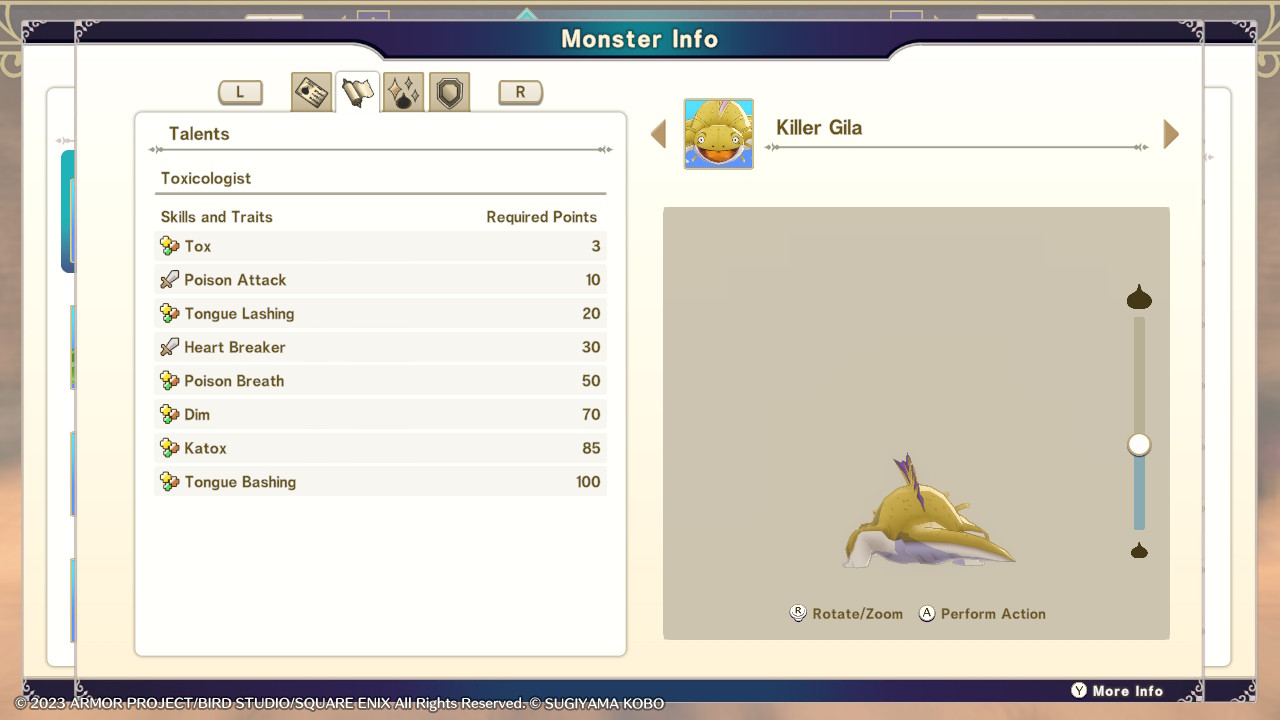 Monster Info
L
R
Talents
Toxicologist
Skills and Traits Required Points
Tox 3
Poison Attack 10
Tongue Lashing 20
Heart Breaker 30
Poison Breath 50
Dim 70
Katox 85
Tongue Bashing 100
Killer Gila
R Rotate/Zoom A Perform Action
Y More Info
© 2023 ARMOR PROJECT/BIRD STUDIO/SQUARE ENIX All Rights Reserved. © SUGIYAMA KOBO